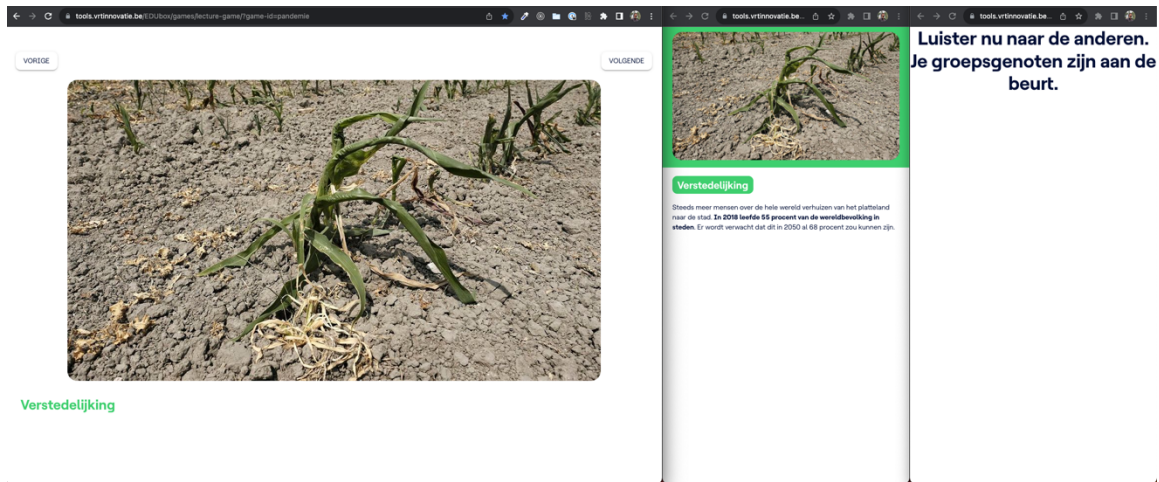 tools.vrtinnovatie.be/EDUbox/games/lecture-game/?game-id=pandemie
VORIGE
VOLGENDE
Verstedelijking
tools.vrtinnovatie.be...
Verstedelijking
Steeds meer mensen over de hele wereld verhuizen van het platteland
naar de stad. In 2018 leefde 55 procent van de wereldbevolking in
steden. Er wordt verwacht dat dit in 2050 al 68 procent zou kunnen zijn.
tools.vrtinnovatie.be...
Luister nu naar de anderen.
Je groepsgenoten zijn aan de
beurt.